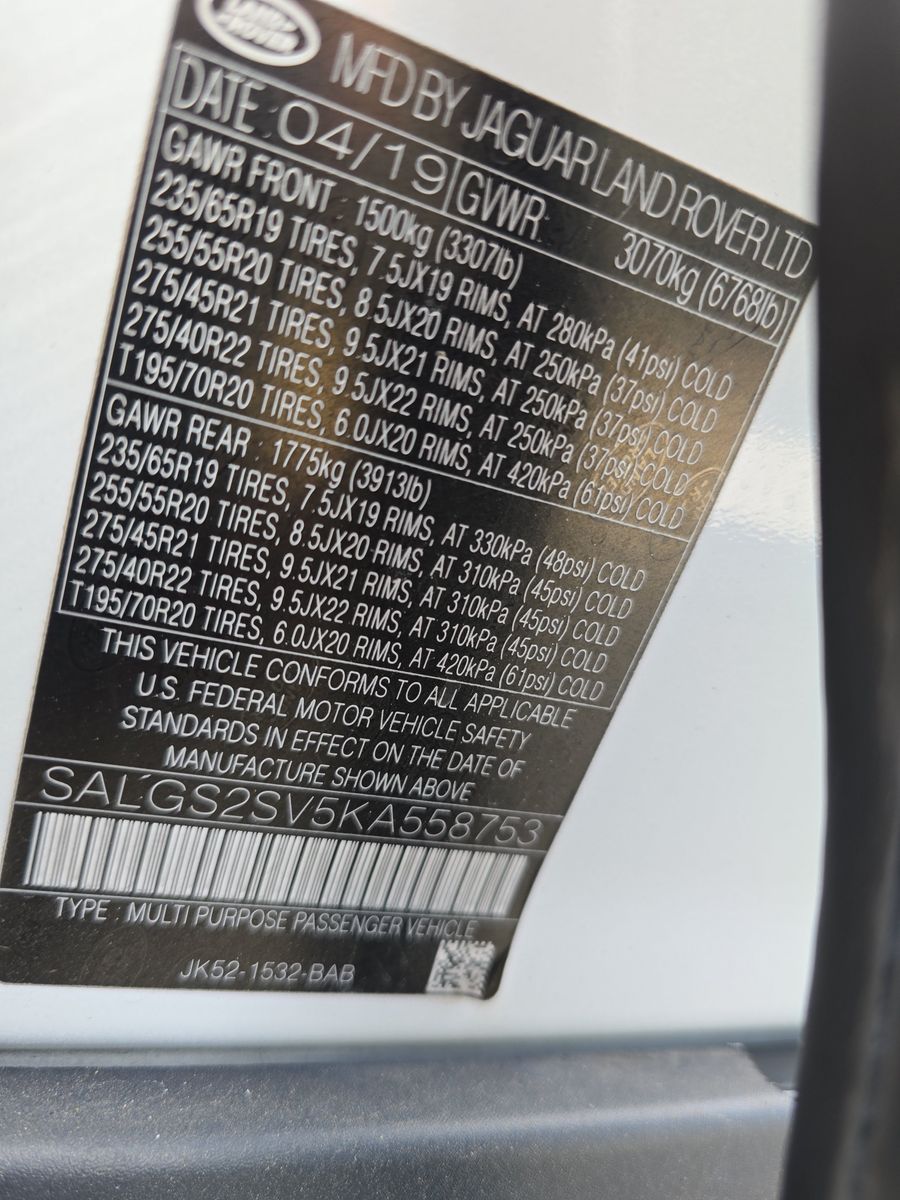 LAND ROVER
MFD BY JAGUAR LAND ROVER LTD
DATE : 04/19 GVWR : 3070kg (6768lb)
GAWR FRONT : 1500kg (3307lb)
235/65R19 TIRES, 7.5JX19 RIMS, AT 280kPa (41psi) COLD
255/55R20 TIRES, 8.5JX20 RIMS, AT 250kPa (37psi) COLD
275/45R21 TIRES, 9.5JX21 RIMS, AT 250kPa (37psi) COLD
275/40R22 TIRES, 9.5JX22 RIMS, AT 250kPa (37psi) COLD
T195/70R20 TIRES, 6.0JX20 RIMS, AT 420kPa (61psi) COLD
GAWR REAR : 1775kg (3913lb)
235/65R19 TIRES, 7.5JX19 RIMS, AT 330kPa (48psi) COLD
255/55R20 TIRES, 8.5JX20 RIMS, AT 310kPa (45psi) COLD
275/45R21 TIRES, 9.5JX21 RIMS, AT 310kPa (45psi) COLD
275/40R22 TIRES, 9.5JX22 RIMS, AT 310kPa (45psi) COLD
T195/70R20 TIRES, 6.0JX20 RIMS, AT 420kPa (61psi) COLD
THIS VEHICLE CONFORMS TO ALL APPLICABLE
U.S. FEDERAL MOTOR VEHICLE SAFETY
STANDARDS IN EFFECT ON THE DATE OF
MANUFACTURE SHOWN ABOVE
SALGS2SV5KA558753
TYPE : MULTI PURPOSE PASSENGER VEHICLE
JK52-1532-BAB